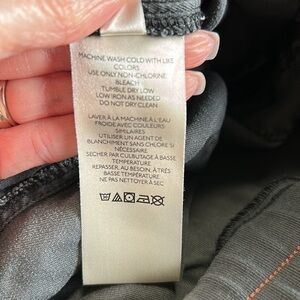 MACHINE WASH COLD WITH LIKE
COLORS
USE ONLY NON-CHLORINE
BLEACH
TUMBLE DRY LOW
LOW IRON AS NEEDED
DO NOT DRY CLEAN
LAVER À LA MACHINE À L'EAU
FROIDE AVEC COULEURS
SIMILAIRES
UTILISER UN AGENT DE
BLANCHIMENT SANS CHLORE SI
NÉCESSAIRE
SECHER PAR CULBUTAGE À BASSE
TEMPÉRATURE
REPASSER, AU BESOIN, À TRÈS
BASSE TEMPÉRATURE
NE PAS NETTOYER À SEC